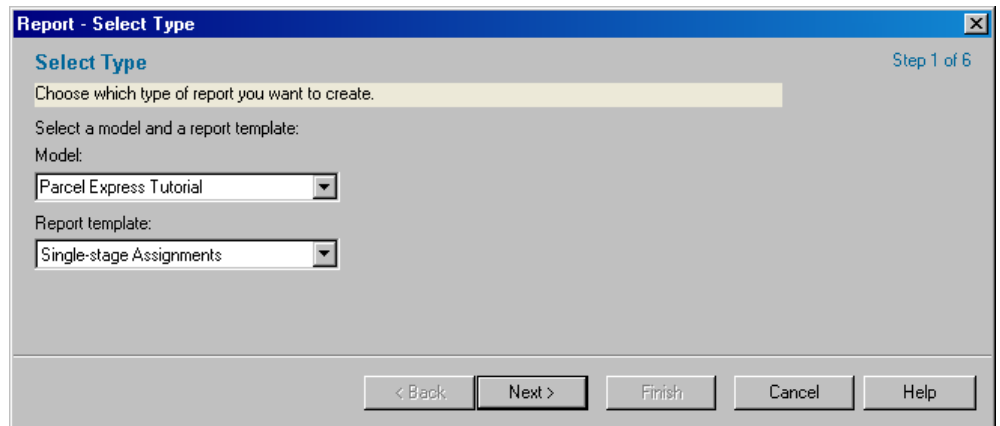 Report - Select Type
Select Type
Step 1 of 6
Choose which type of report you want to create.
Select a model and a report template:
Model:
Parcel Express Tutorial
Report template:
Single-stage Assignments
< Back
Next >
Finish
Cancel
Help